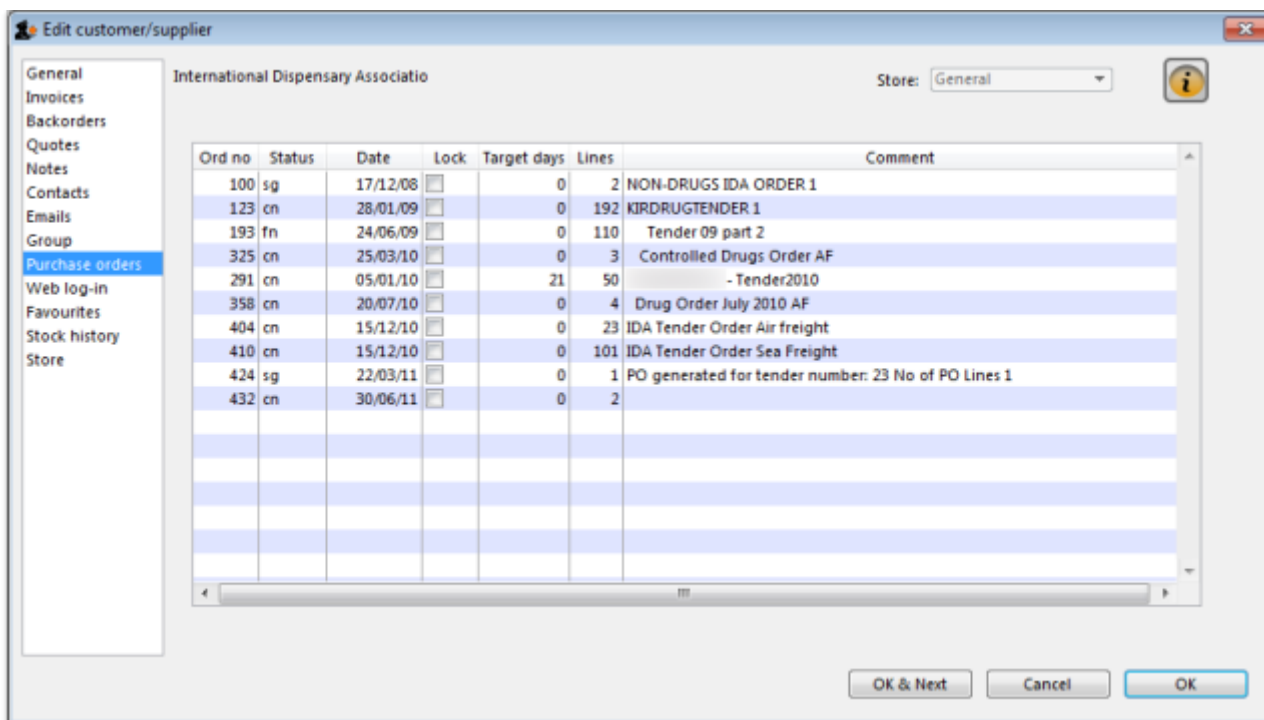 Edit customer/supplier
General
Invoices
Backorders
Quotes
Notes
Contacts
Emails
Group
Purchase orders
Web log-in
Favourites
Stock history
Store
International Dispensary Associatio
Store: General
Ord no Status Date Lock Target days Lines Comment
100 sg 17/12/08 0 2 NON-DRUGS IDA ORDER 1
123 cn 28/01/09 0 192 KIRDRUGTENDER 1
193 fn 24/06/09 0 110 Tender 09 part 2
325 cn 25/03/10 0 3 Controlled Drugs Order AF
291 cn 05/01/10 21 50 - Tender2010
358 cn 20/07/10 0 4 Drug Order July 2010 AF
404 cn 15/12/10 0 23 IDA Tender Order Air freight
410 cn 15/12/10 0 101 IDA Tender Order Sea Freight
424 sg 22/03/11 0 1 PO generated for tender number: 23 No of PO Lines 1
432 cn 30/06/11 0 2
OK & Next Cancel OK